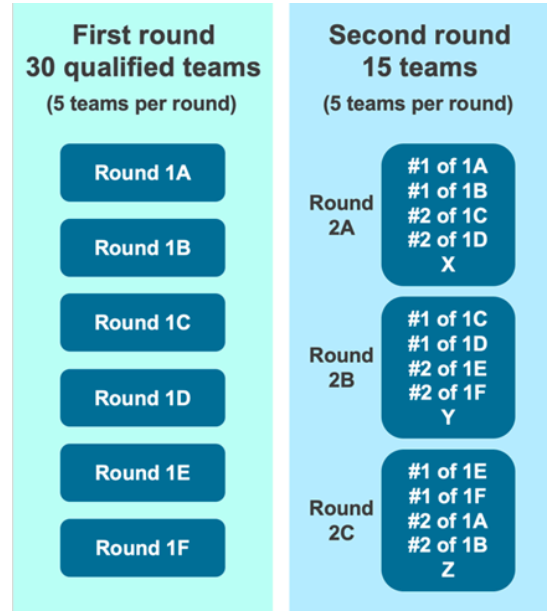 First round
30 qualified teams
(5 teams per round)
Round 1A
Round 1B
Round 1C
Round 1D
Round 1E
Round 1F
Second round
15 teams
(5 teams per round)
Round
2A
#1 of 1A
#1 of 1B
#2 of 1C
#2 of 1D
X
Round
2B
#1 of 1C
#1 of 1D
#2 of 1E
#2 of 1F
Y
Round
2C
#1 of 1E
#1 of 1F
#2 of 1A
#2 of 1B
Z